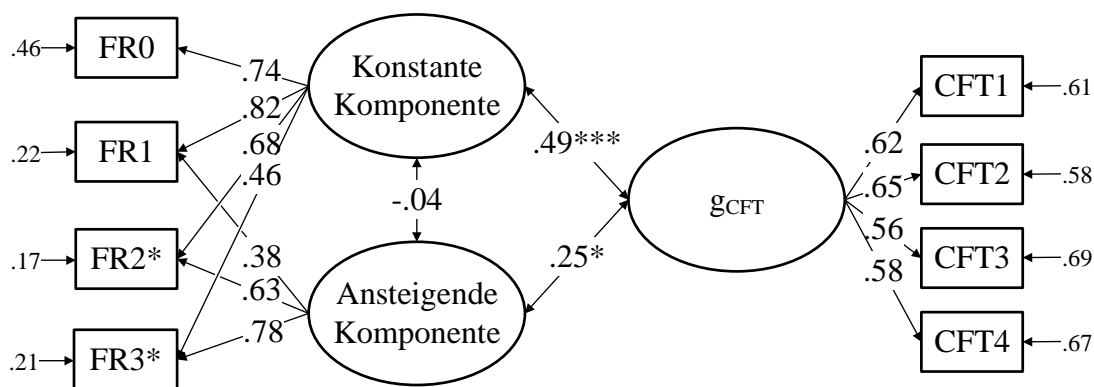 .46
FR0
.22
FR1
.17
FR2*
.21
FR3*
.74
.82
.68
.46
.38
.63
.78
Konstante
Komponente
-.04
Ansteigende
Komponente
.49***
.25*
gCFT
.62
.65
.56
.58
CFT1
.61
CFT2
.58
CFT3
.69
CFT4
.67